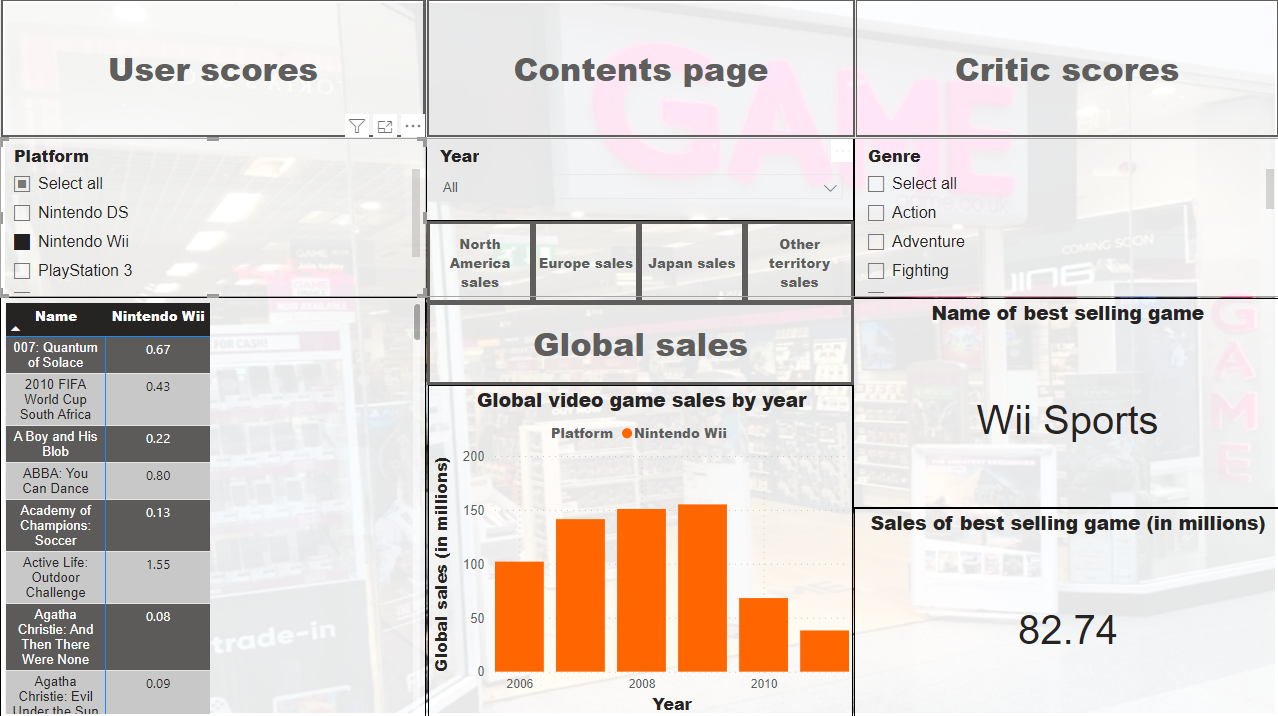 User scores
Contents page
Critic scores
GAME
Platform
Select all
Nintendo DS
Nintendo Wii
PlayStation 3
Year
All
Genre
Select all
Action
Adventure
Fighting
COMING SOON
North
America
sales
Europe sales
Japan sales
Other
territory
sales
Global sales
Name
Nintendo Wii
007: Quantum
of Solace
0.67
2010 FIFA
World Cup
South Africa
0.43
A Boy and His
Blob
0.22
ABBA: You
Can Dance
0.80
Academy of
Champions:
Soccer
0.13
Active Life:
Outdoor
Challenge
1.55
Agatha
Christie: And
Then There
Were None
0.08
Agatha
Christie: Evil
Under the Sun
0.09
FOR CASH!
trade-in
Global video game sales by year
Platform
Nintendo Wii
Global sales (in millions)
200
150
100
50
0
2006
2008
2010
Year
Name of best selling game
Wii Sports
GAME
Sales of best selling game (in millions)
82.74